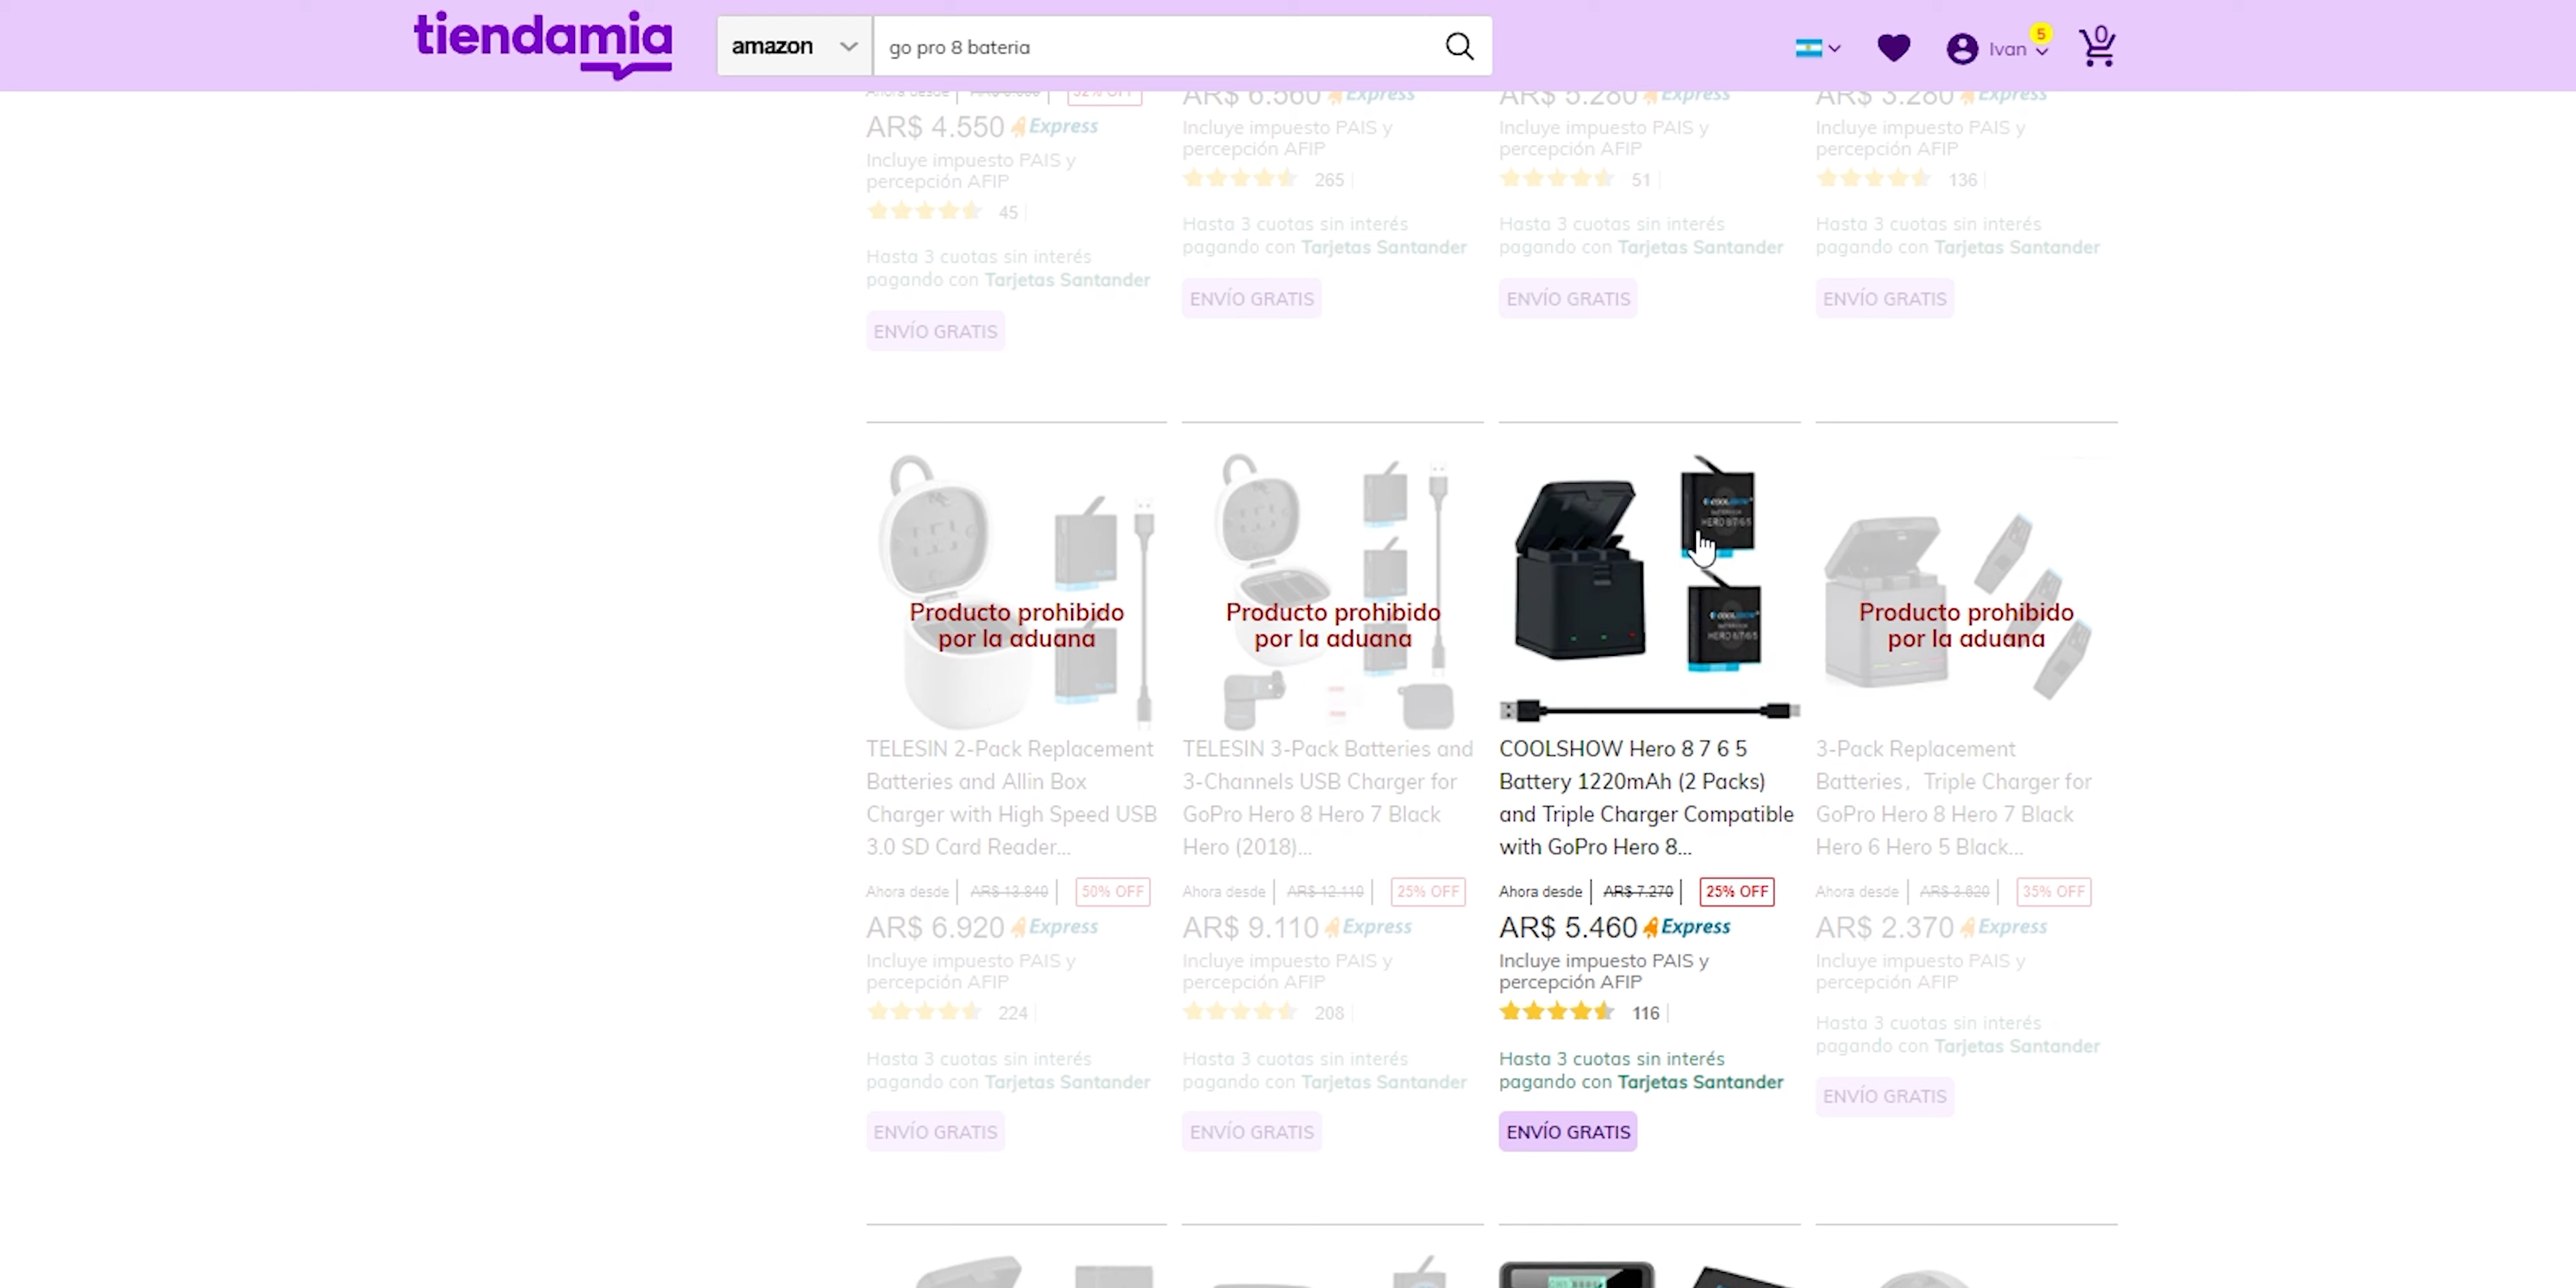 tiendamia
amazon
go pro 8 bateria
Ivan
5
0
Ahora desde
AR$ 4.550 Express
Incluye impuesto PAIS y
percepción AFIP
45
Hasta 3 cuotas sin interés
pagando con Tarjetas Santander
ENVÍO GRATIS
AR$ 6.560 Express
Incluye impuesto PAIS y
percepción AFIP
265
Hasta 3 cuotas sin interés
pagando con Tarjetas Santander
ENVÍO GRATIS
AR$ 5.280 Express
Incluye impuesto PAIS y
percepción AFIP
51
Hasta 3 cuotas sin interés
pagando con Tarjetas Santander
ENVÍO GRATIS
AR$ 3.280 Express
Incluye impuesto PAIS y
percepción AFIP
136
Hasta 3 cuotas sin interés
pagando con Tarjetas Santander
ENVÍO GRATIS
Producto prohibido
por la aduana
TELESIN 2-Pack Replacement
Batteries and Allin Box
Charger with High Speed USB
3.0 SD Card Reader...
Ahora desde AR$ 13.840 50% OFF
AR$ 6.920 Express
Incluye impuesto PAIS y
percepción AFIP
224
Hasta 3 cuotas sin interés
pagando con Tarjetas Santander
ENVÍO GRATIS
Producto prohibido
por la aduana
TELESIN 3-Pack Batteries and
3-Channels USB Charger for
GoPro Hero 8 Hero 7 Black
Hero (2018)...
Ahora desde AR$ 12.110 25% OFF
AR$ 9.110 Express
Incluye impuesto PAIS y
percepción AFIP
208
Hasta 3 cuotas sin interés
pagando con Tarjetas Santander
ENVÍO GRATIS
COOLSHOW Hero 8 7 6 5
Battery 1220mAh (2 Packs)
and Triple Charger Compatible
with GoPro Hero 8...
Ahora desde AR$ 7.270 25% OFF
AR$ 5.460 Express
Incluye impuesto PAIS y
percepción AFIP
116
Hasta 3 cuotas sin interés
pagando con Tarjetas Santander
ENVÍO GRATIS
Producto prohibido
por la aduana
3-Pack Replacement
Batteries，Triple Charger for
GoPro Hero 8 Hero 7 Black
Hero 6 Hero 5 Black...
Ahora desde AR$ 3.620 35% OFF
AR$ 2.370 Express
Incluye impuesto PAIS y
percepción AFIP
Hasta 3 cuotas sin interés
pagando con Tarjetas Santander
ENVÍO GRATIS